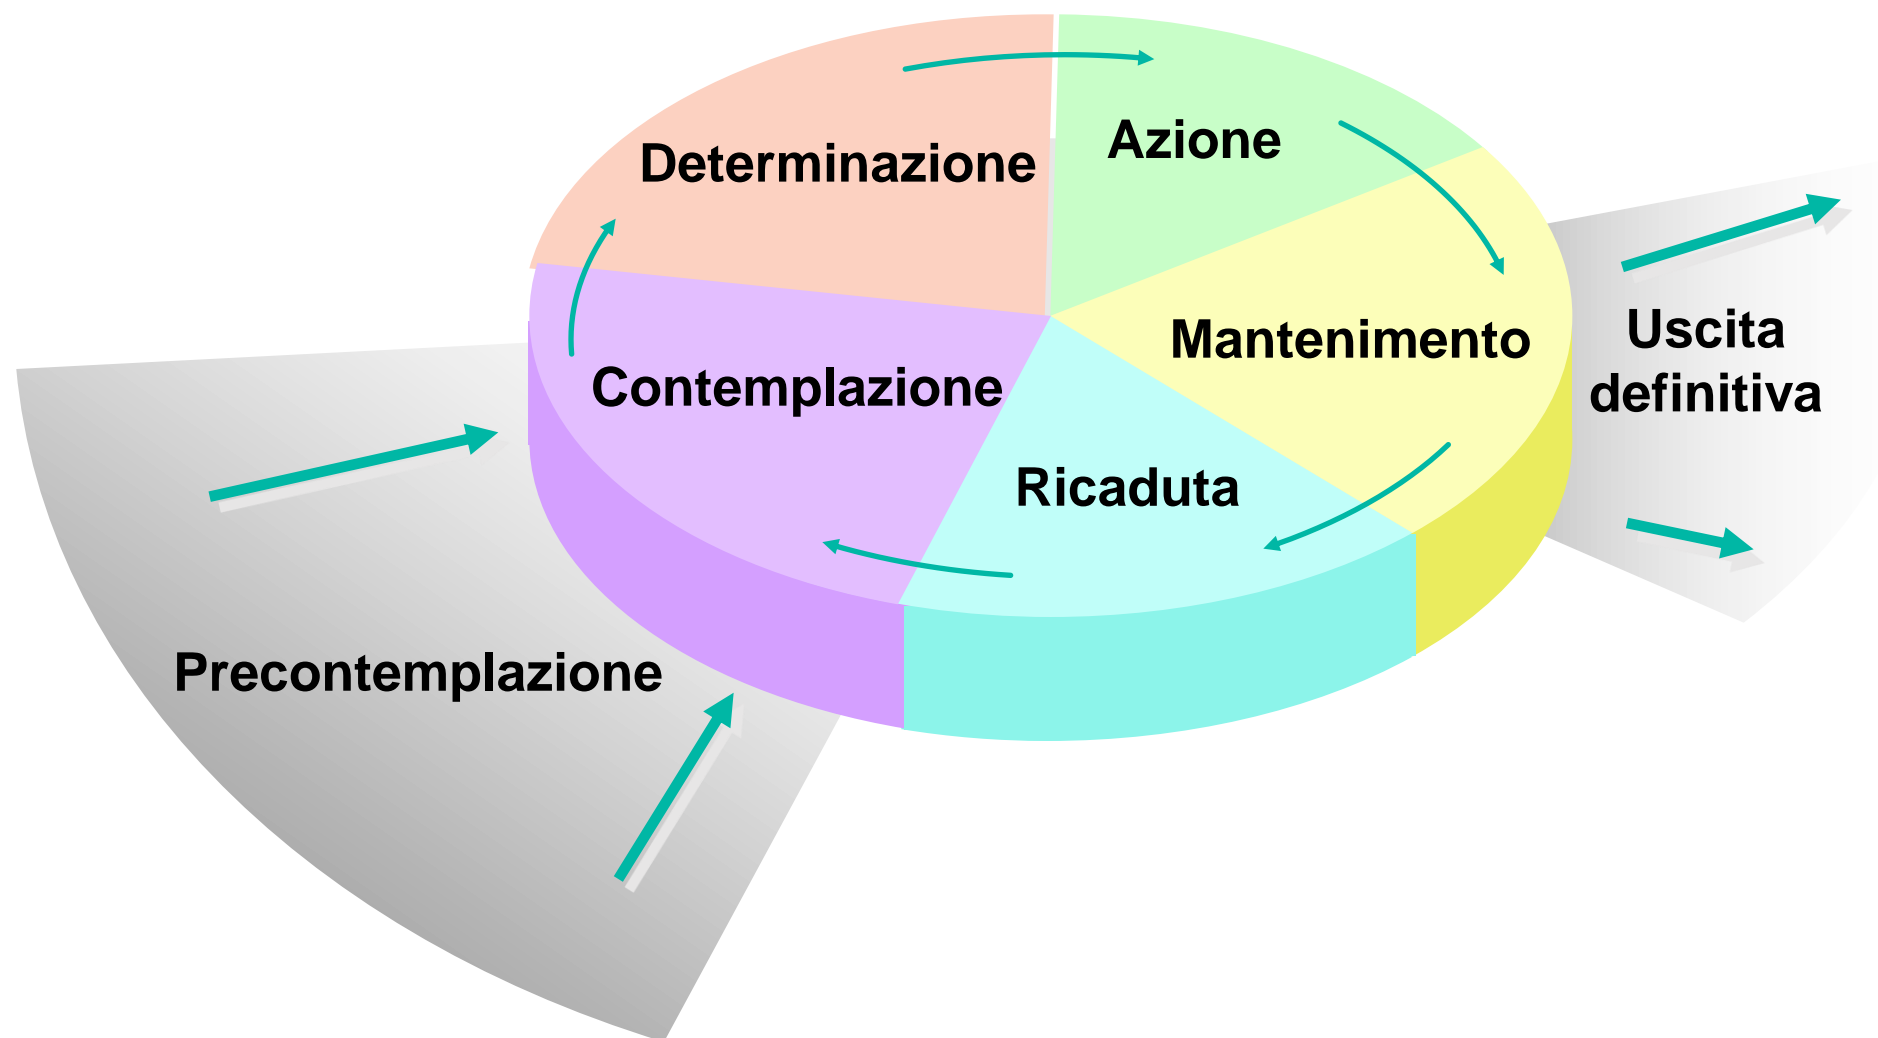 Azione
Determinazione
Mantenimento
Uscita
definitiva
Contemplazione
Ricaduta
Precontemplazione